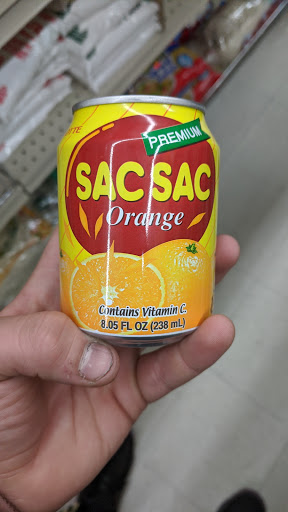 PREMIUM
SAC SAC
Orange
Contains Vitamin C.
8.05 FL OZ (238 mL)